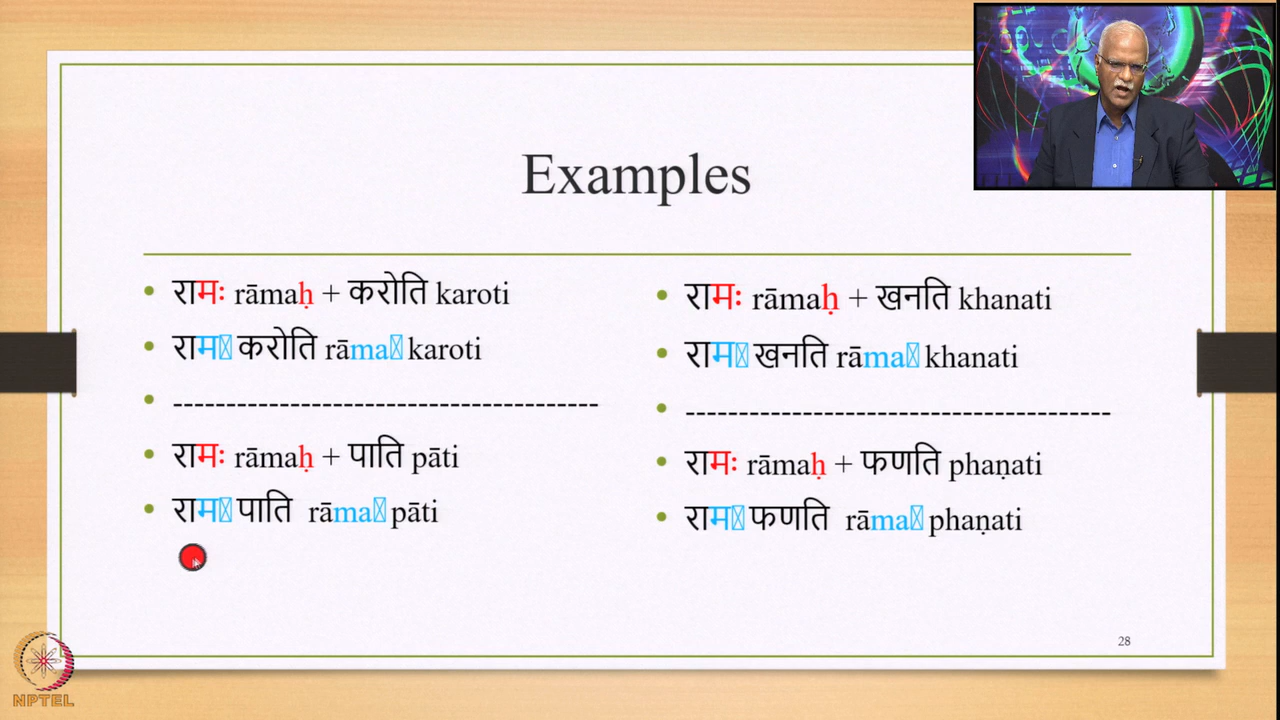 Examples
• रामः rāmaḥ + करोति karoti
• राम▯ करोति rāma▯ karoti
• ----------------------------------------
• रामः rāmaḥ + पाति pāti
• राम▯ पाति rāma▯ pāti
• रामः rāmaḥ + खनति khanati
• राम▯ खनति rāma▯ khanati
• ----------------------------------------
• रामः rāmaḥ + फणति phaṇati
• राम▯ फणति rāma▯ phaṇati
28
NPTEL